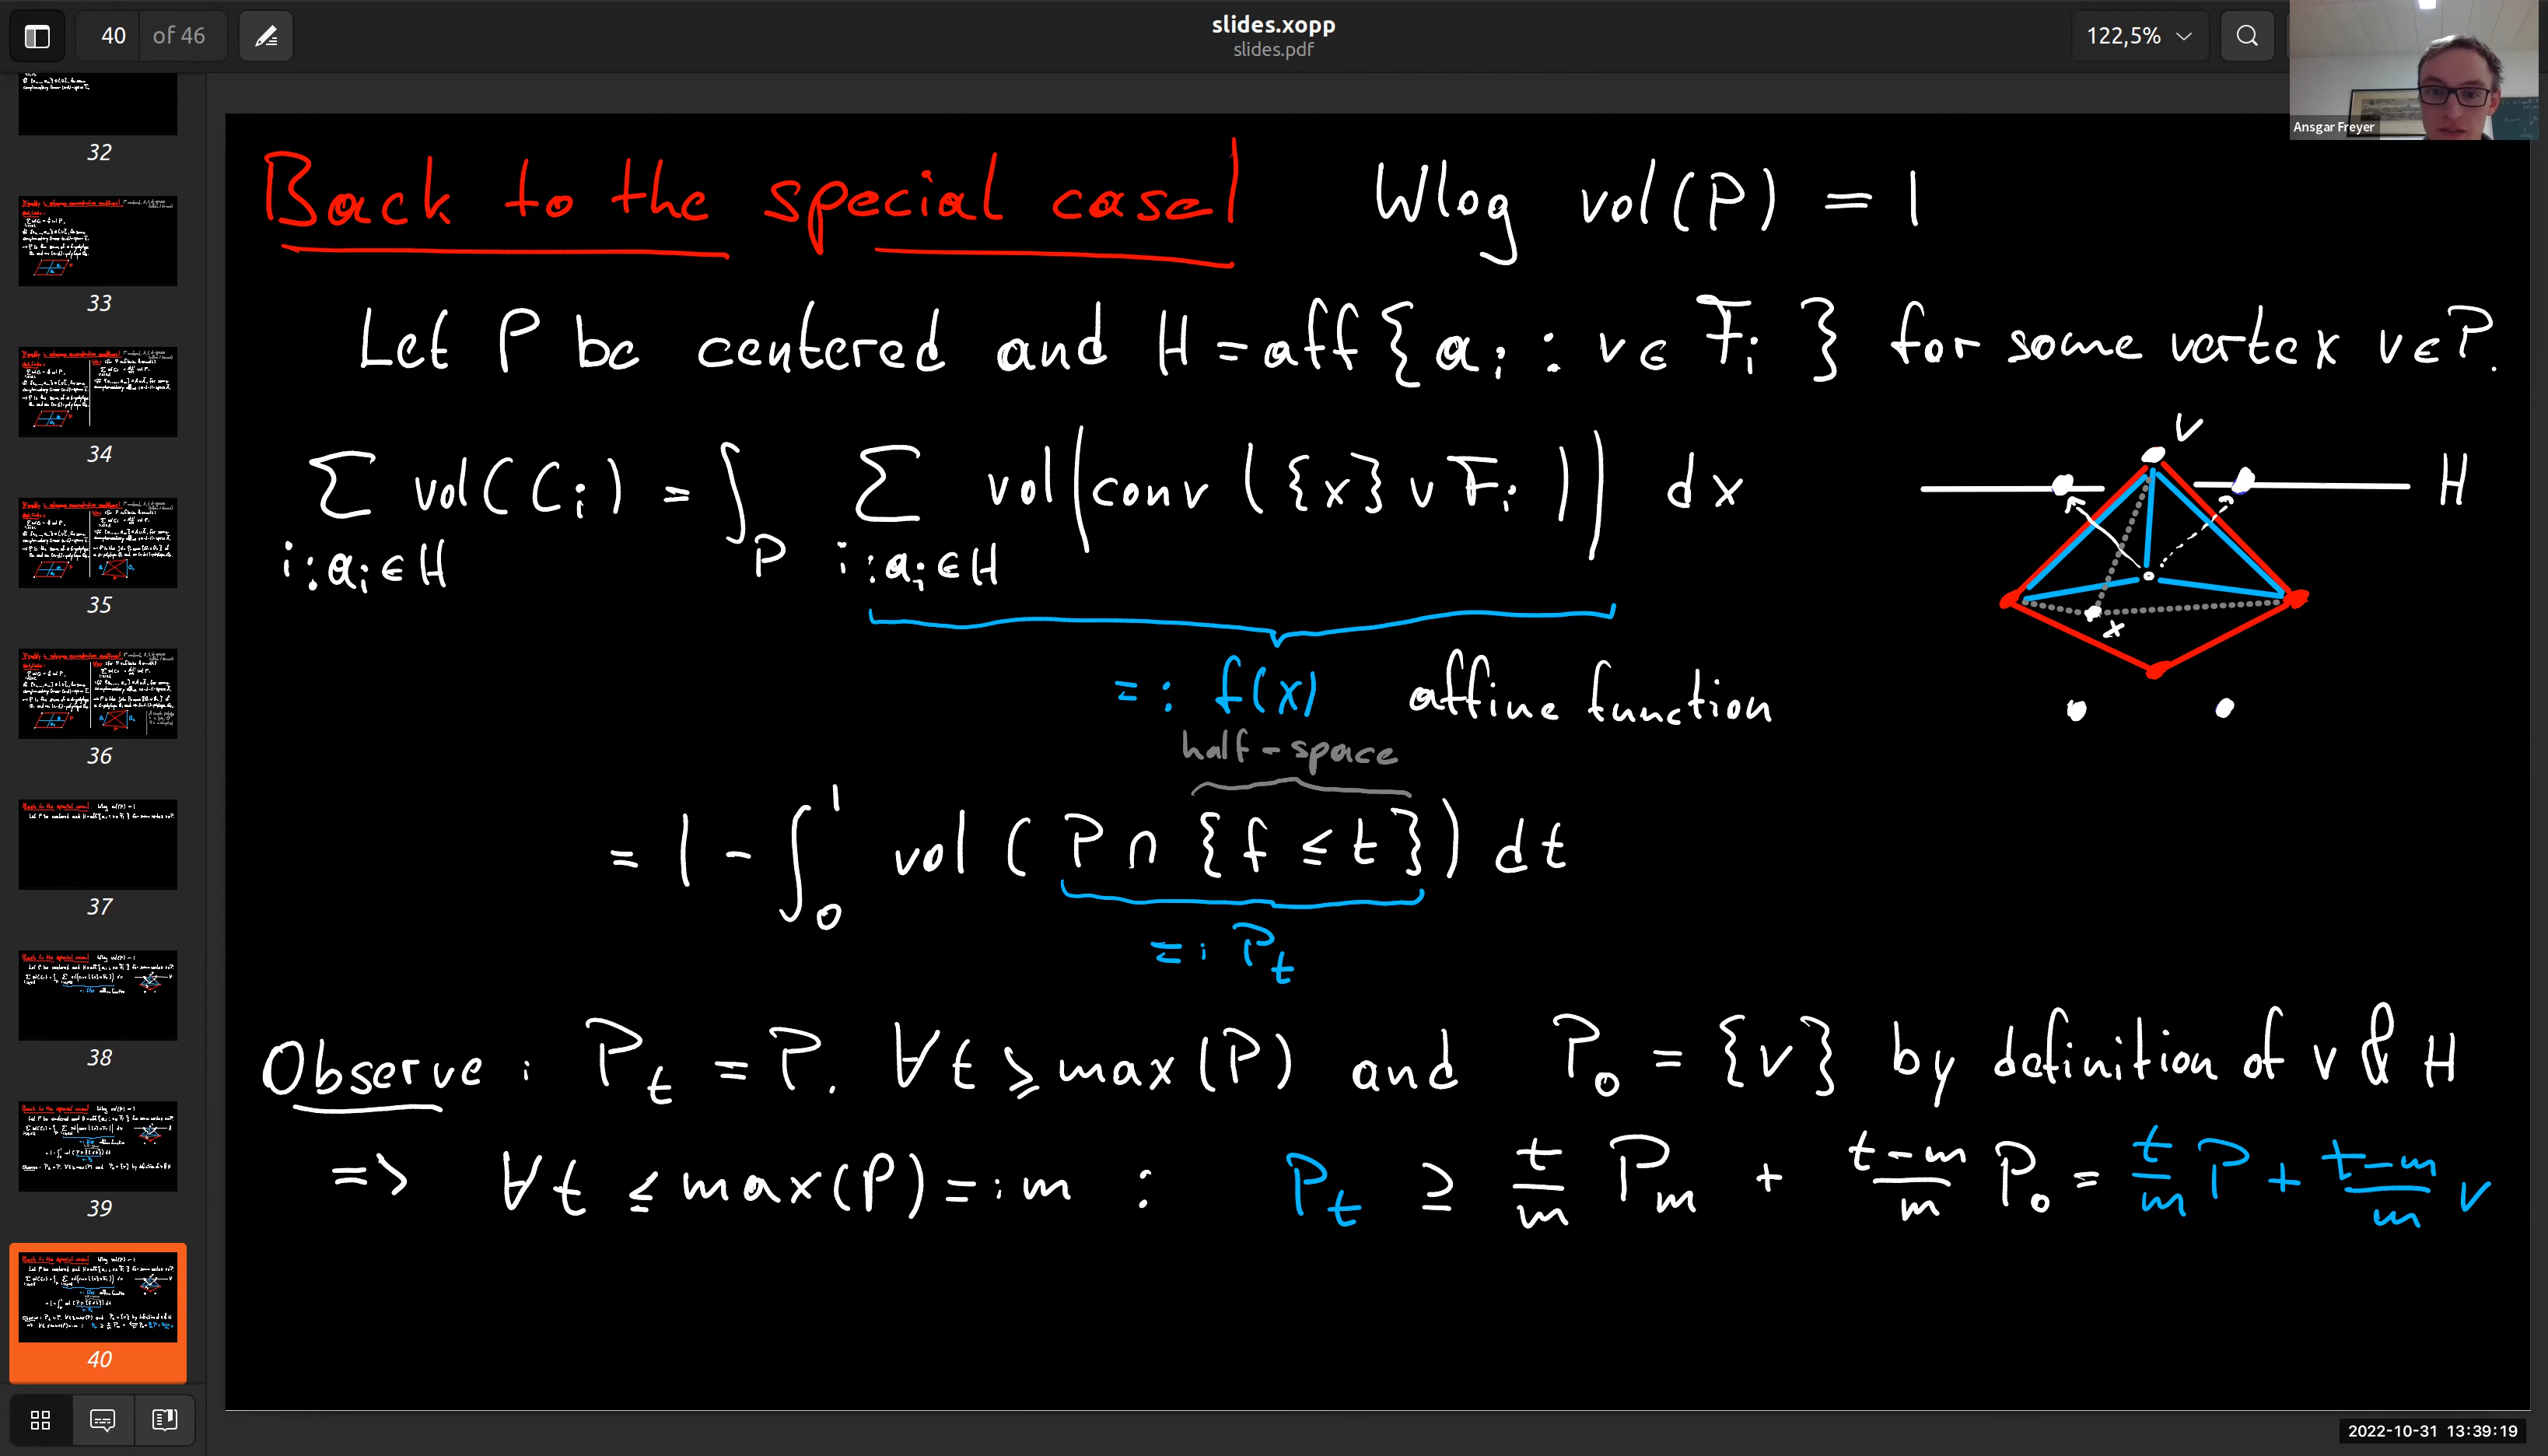 40 of 46
slides.xopp
slides.pdf
122,5%
Ansgar Freyer
32
33
34
35
36
37
38
39
40
Back to the special case! Wlog vol(P) = 1
Let P be centered and H = aff{a_i : v ∈ F_i} for some vertex v ∈ P.
∑_{i: a_i ∈ H} vol(C_i) = ∫_P ∑_{i: a_i ∈ H} vol(conv({x} ∪ F_i)) dx
=: f(x) affine function
v
H
x
half-space
= 1 - ∫_0^1 vol(P ∩ {f ≤ t}) dt
=: P_t
Observe: P_t = P. ∀t ≥ max(P) and P_0 = {v} by definition of v & H
=> ∀t ≤ max(P) =: m : P_t ⊇ t/m P_m + t-m/m P_0 = t/m P + t-m/m v
2022-10-31 13:39:19